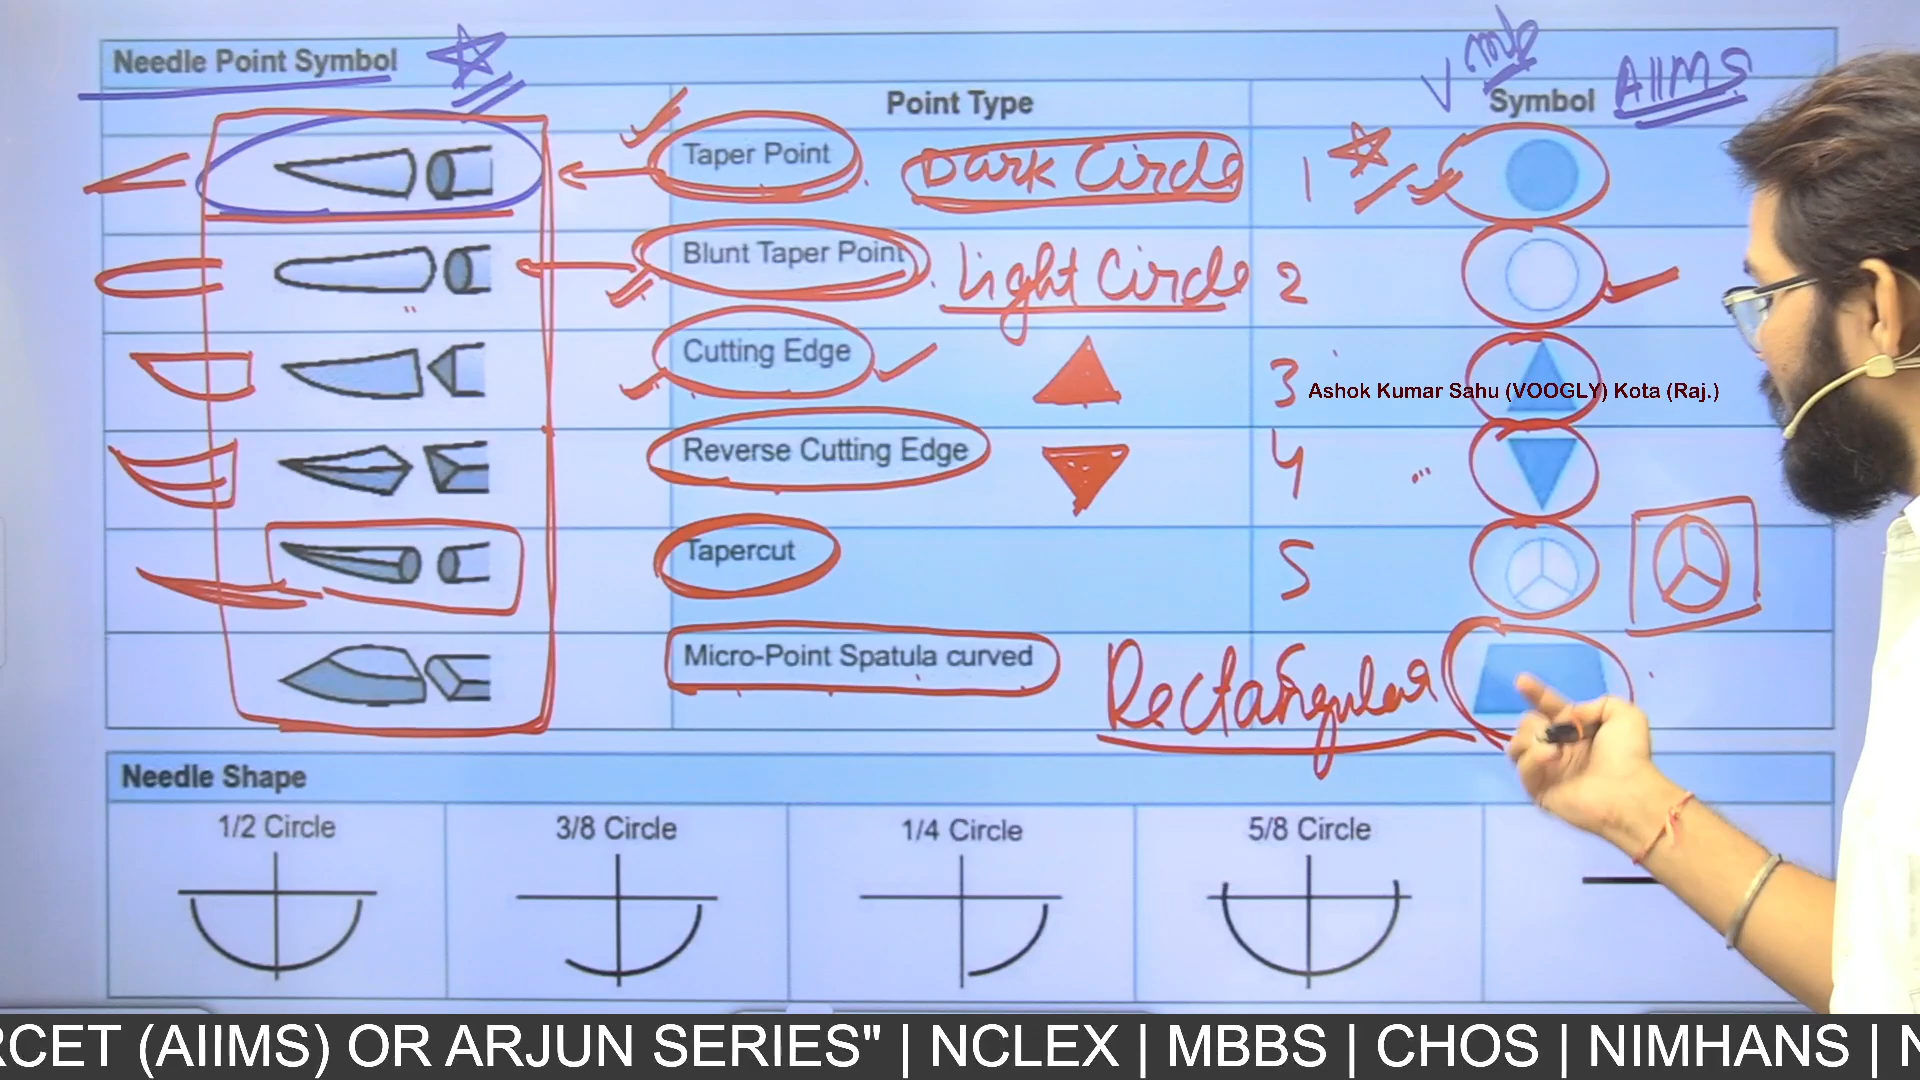 Needle Point Symbol
V Imp
AIIMS
Point Type
Symbol
Taper Point
Dark Circle
1
Blunt Taper Point
Light Circle
2
Cutting Edge
3
Ashok Kumar Sahu (VOOGLY) Kota (Raj.)
Reverse Cutting Edge
4
Tapercut
5
Micro-Point Spatula curved
Rectangular
Needle Shape
1/2 Circle
3/8 Circle
1/4 Circle
5/8 Circle
RCET (AIIMS) OR ARJUN SERIES" | NCLEX | MBBS | CHOS | NIMHANS | N